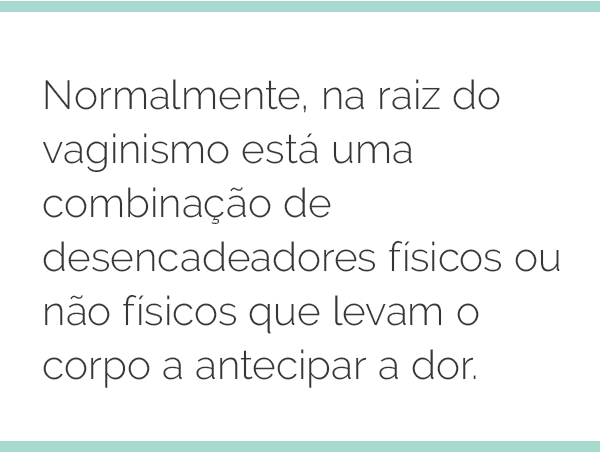 Normalmente, na raiz do
vaginismo está uma
combinação de
desencadeadores físicos ou
não físicos que levam o
corpo a antecipar a dor.